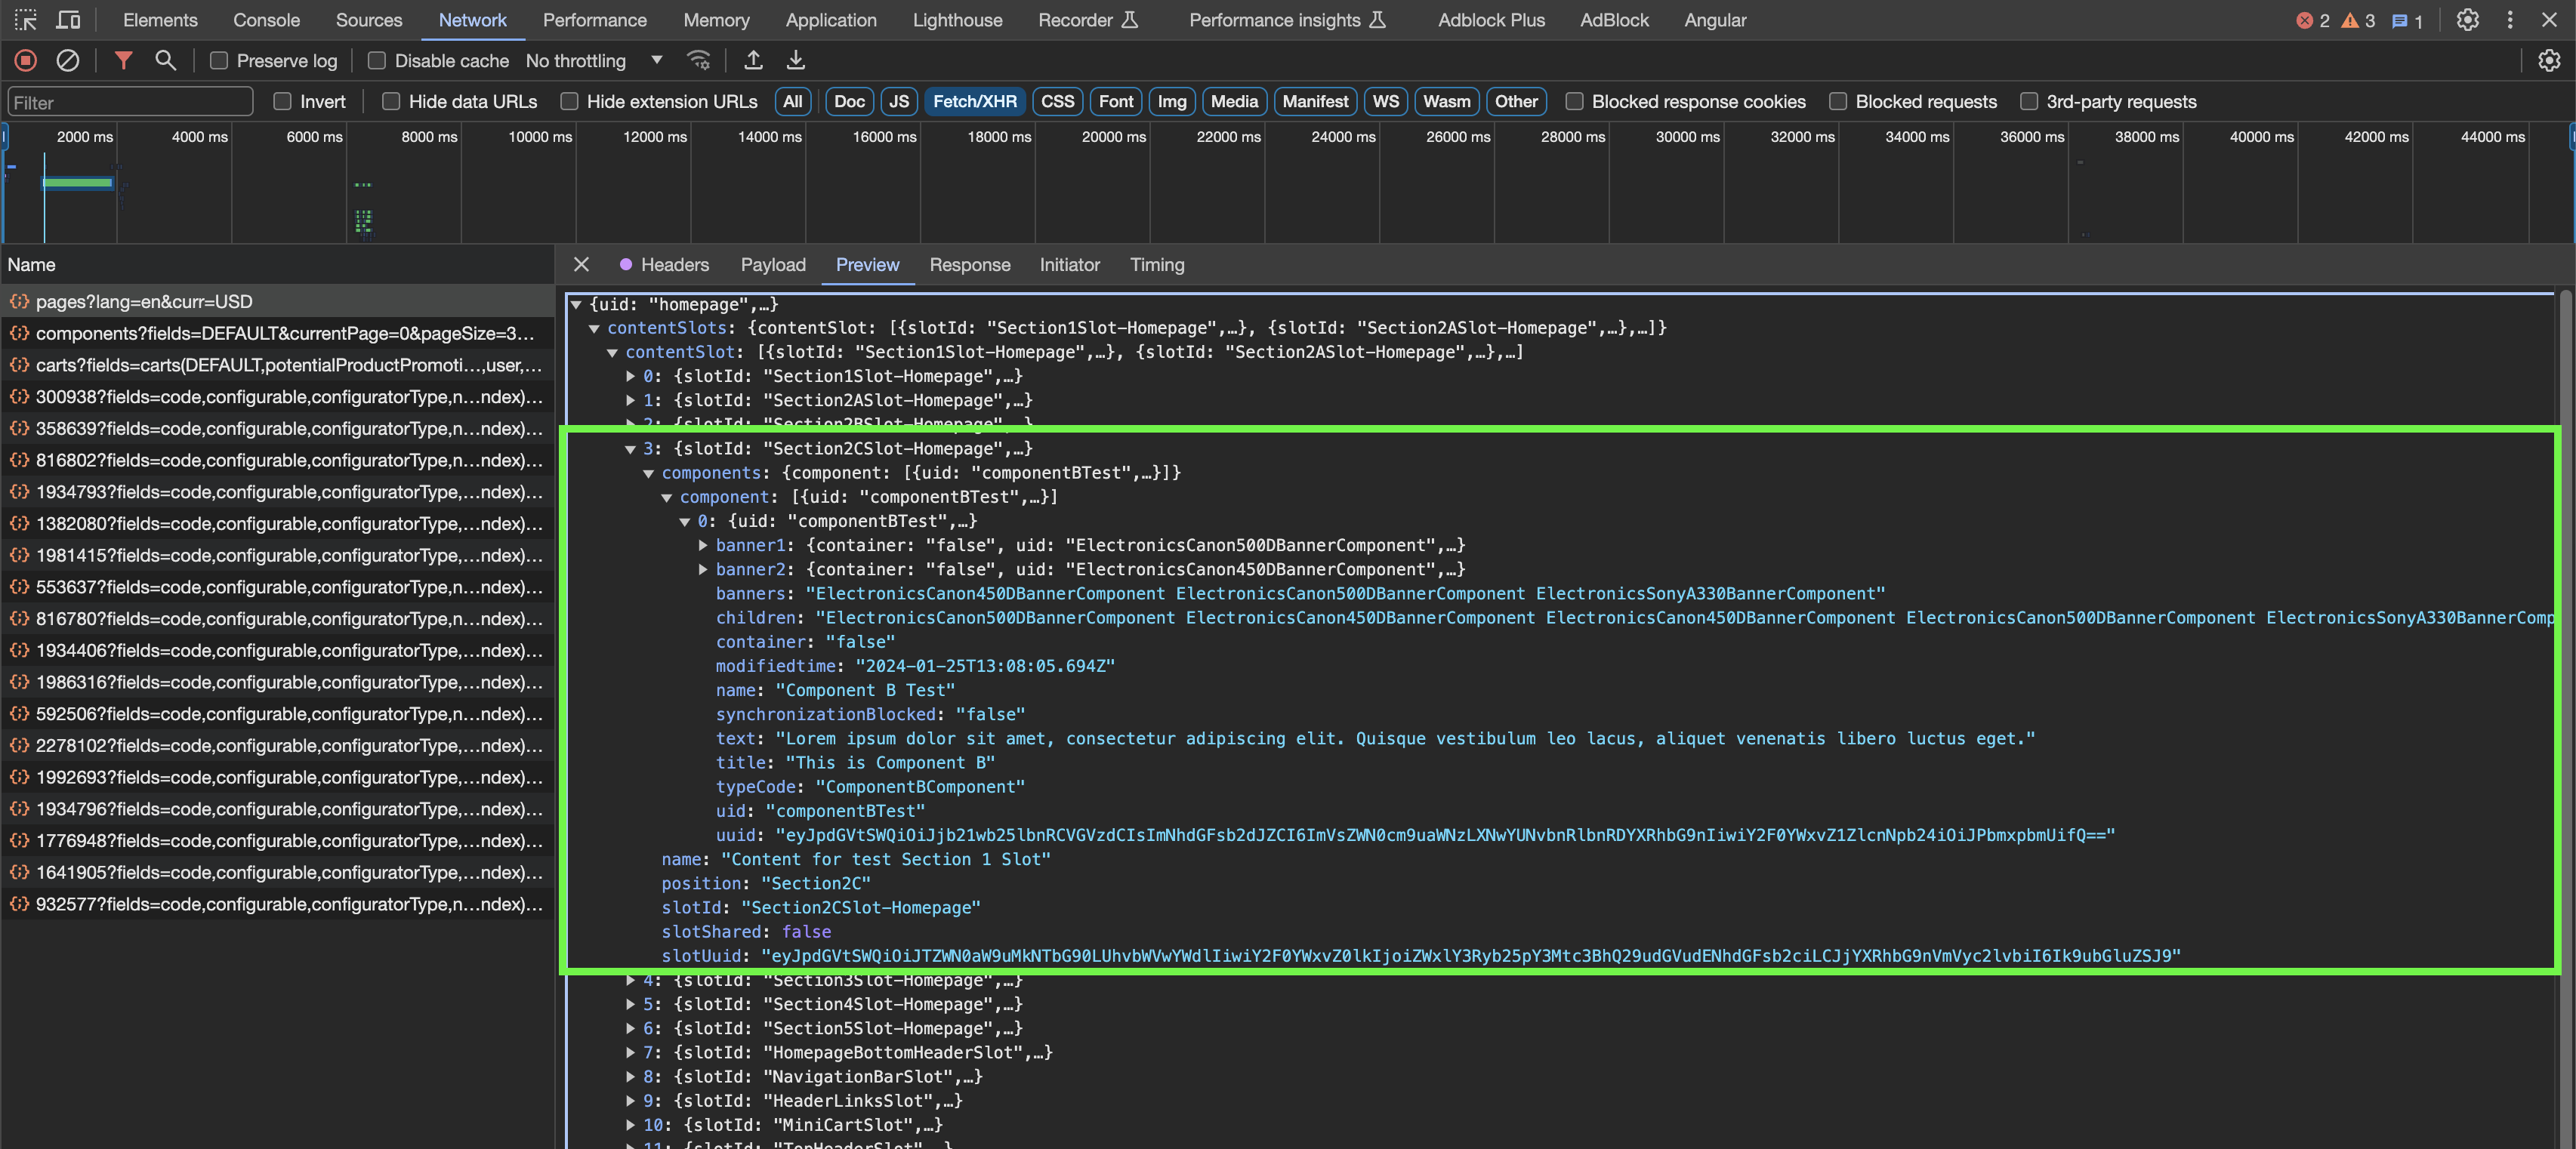 Elements Console Sources Network Performance Memory Application Lighthouse Recorder Performance insights Adblock Plus AdBlock Angular 2 3 1
Preserve log Disable cache No throttling
Filter Invert Hide data URLs Hide extension URLs All Doc JS Fetch/XHR CSS Font Img Media Manifest WS Wasm Other Blocked response cookies Blocked requests 3rd-party requests
2000 ms 4000 ms 6000 ms 8000 ms 10000 ms 12000 ms 14000 ms 16000 ms 18000 ms 20000 ms 22000 ms 24000 ms 26000 ms 28000 ms 30000 ms 32000 ms 34000 ms 36000 ms 38000 ms 40000 ms 42000 ms 44000 ms
Name
pages?lang=en&curr=USD
components?fields=DEFAULT&currentPage=0&pageSize=3...
carts?fields=carts(DEFAULT,potentialProductPromoti...,user,...
300938?fields=code,configurable,configuratorType,n...ndex)...
358639?fields=code,configurable,configuratorType,n...ndex)...
816802?fields=code,configurable,configuratorType,n...ndex)...
1934793?fields=code,configurable,configuratorType,...ndex)...
1382080?fields=code,configurable,configuratorType,...ndex)...
1981415?fields=code,configurable,configuratorType,...ndex)...
553637?fields=code,configurable,configuratorType,n...ndex)...
816780?fields=code,configurable,configuratorType,n...ndex)...
1934406?fields=code,configurable,configuratorType,...ndex)...
1986316?fields=code,configurable,configuratorType,...ndex)...
592506?fields=code,configurable,configuratorType,n...ndex)...
2278102?fields=code,configurable,configuratorType,...ndex)...
1992693?fields=code,configurable,configuratorType,...ndex)...
1934796?fields=code,configurable,configuratorType,...ndex)...
1776948?fields=code,configurable,configuratorType,...ndex)...
1641905?fields=code,configurable,configuratorType,...ndex)...
932577?fields=code,configurable,configuratorType,n...ndex)...
Headers Payload Preview Response Initiator Timing
{uid: "homepage",…}
contentSlots: {contentSlot: [{slotId: "Section1Slot-Homepage",…}, {slotId: "Section2ASlot-Homepage",…},…]}
contentSlot: [{slotId: "Section1Slot-Homepage",…}, {slotId: "Section2ASlot-Homepage",…},…]
0: {slotId: "Section1Slot-Homepage",…}
1: {slotId: "Section2ASlot-Homepage",…}
2: {slotId: "Section2BSlot-Homepage",…}
3: {slotId: "Section2CSlot-Homepage",…}
components: {component: [{uid: "componentBTest",…}]}
component: [{uid: "componentBTest",…}]
0: {uid: "componentBTest",…}
banner1: {container: "false", uid: "ElectronicsCanon500DBannerComponent",…}
banner2: {container: "false", uid: "ElectronicsCanon450DBannerComponent",…}
banners: "ElectronicsCanon450DBannerComponent ElectronicsCanon500DBannerComponent ElectronicsSonyA330BannerComponent"
children: "ElectronicsCanon500DBannerComponent ElectronicsCanon450DBannerComponent ElectronicsCanon450DBannerComponent ElectronicsCanon500DBannerComponent ElectronicsSonyA330BannerComp
container: "false"
modifiedtime: "2024-01-25T13:08:05.694Z"
name: "Component B Test"
synchronizationBlocked: "false"
text: "Lorem ipsum dolor sit amet, consectetur adipiscing elit. Quisque vestibulum leo lacus, aliquet venenatis libero luctus eget."
title: "This is Component B"
typeCode: "ComponentBComponent"
uid: "componentBTest"
uuid: "eyJpdGVtSWQiOiJjb21wb25lbnRCVGVzdCIsImNhdGFsb2dJZCI6ImVsZWN0cm9uaWNzLXNwYUNvbnRlbnRDYXRhbG9nIiwiY2F0YWxvZ1ZlcnNpb24iOiJPbmxpbmUifQ=="
name: "Content for test Section 1 Slot"
position: "Section2C"
slotId: "Section2CSlot-Homepage"
slotShared: false
slotUuid: "eyJpdGVtSWQiOiJTZWN0aW9uMkNTbG90LUhvbWVwYWdlIiwiY2F0YWxvZ0lkIjoiZWxlY3Ryb25pY3Mtc3BhQ29udGVudENhdGFsb2ciLCJjYXRhbG9nVmVyc2lvbiI6Ik9ubGluZSJ9"
4: {slotId: "Section3Slot-Homepage",…}
5: {slotId: "Section4Slot-Homepage",…}
6: {slotId: "Section5Slot-Homepage",…}
7: {slotId: "HomepageBottomHeaderSlot",…}
8: {slotId: "NavigationBarSlot",…}
9: {slotId: "HeaderLinksSlot",…}
10: {slotId: "MiniCartSlot",…}
11: {slotId: "TopHeaderSlot",…}